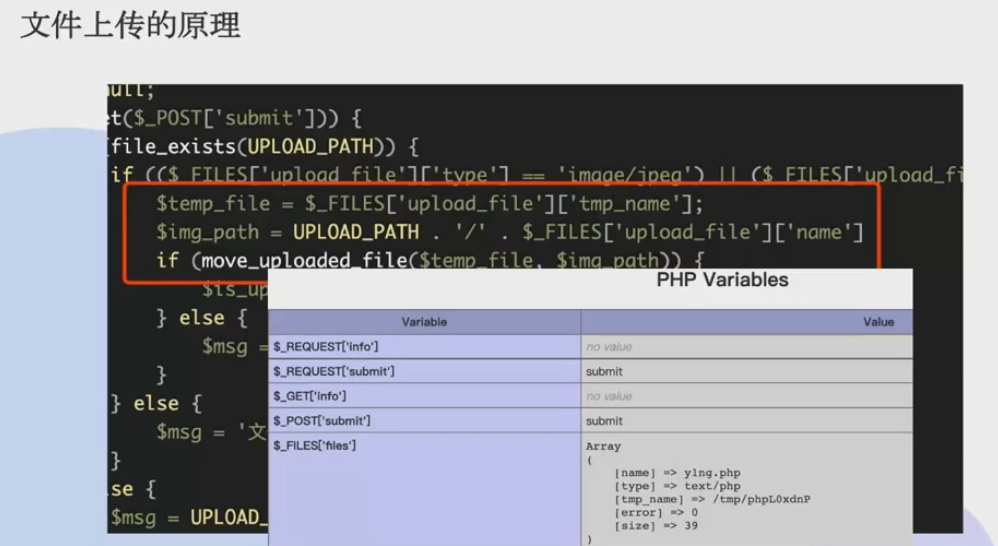 文件上传的原理
null;
et($_POST['submit'])) {
(file_exists(UPLOAD_PATH)) {
if (($_FILES['upload_file']['type'] == 'image/jpeg') || ($_FILES['upload_fi
$temp_file = $_FILES['upload_file']['tmp_name'];
$img_path = UPLOAD_PATH . '/' . $_FILES['upload_file']['name']
if (move_uploaded_file($temp_file, $img_path)) {
$is_up
} else {
$msg =
}
} else {
$msg = '文
}
se {
$msg = UPLOAD_
PHP Variables
Variable Value
$_REQUEST['info'] no value
$_REQUEST['submit'] submit
$_GET['info'] no value
$_POST['submit'] submit
$_FILES['files'] Array
(
[name] => ylng.php
[type] => text/php
[tmp_name] => /tmp/phpL0xdnP
[error] => 0
[size] => 39
)